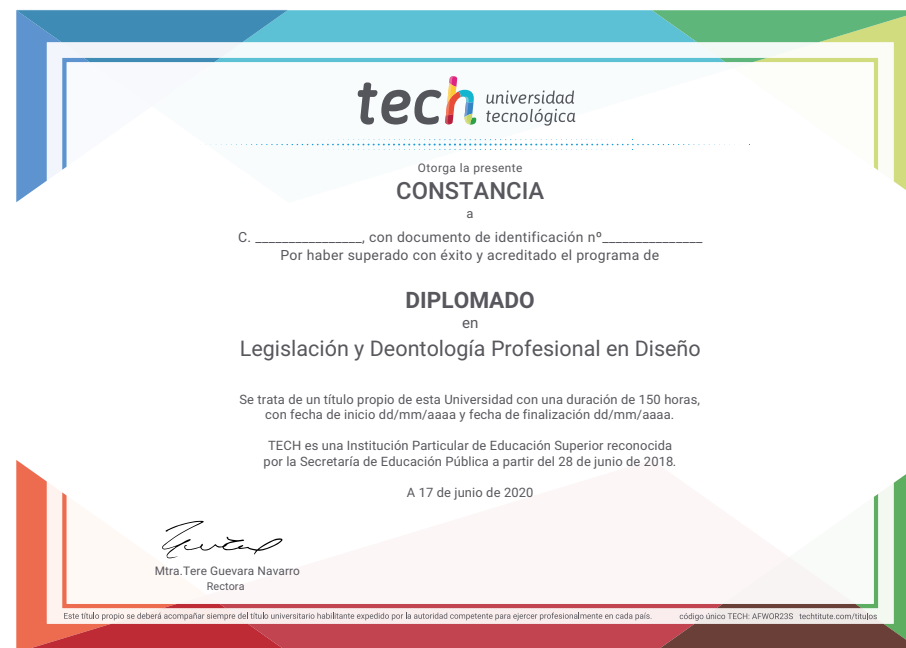 tech universidad
tecnológica
Otorga la presente
CONSTANCIA
a
C. ________________, con documento de identificación nº_______________
Por haber superado con éxito y acreditado el programa de
DIPLOMADO
en
Legislación y Deontología Profesional en Diseño
Se trata de un título propio de esta Universidad con una duración de 150 horas,
con fecha de inicio dd/mm/aaaa y fecha de finalización dd/mm/aaaa.
TECH es una Institución Particular de Educación Superior reconocida
por la Secretaría de Educación Pública a partir del 28 de junio de 2018.
A 17 de junio de 2020
Mtra.Tere Guevara Navarro
Rectora
Este título propio se deberá acompañar siempre del título universitario habilitante expedido por la autoridad competente para ejercer profesionalmente en cada país. código único TECH: AFWOR23S techtitute.com/titulos